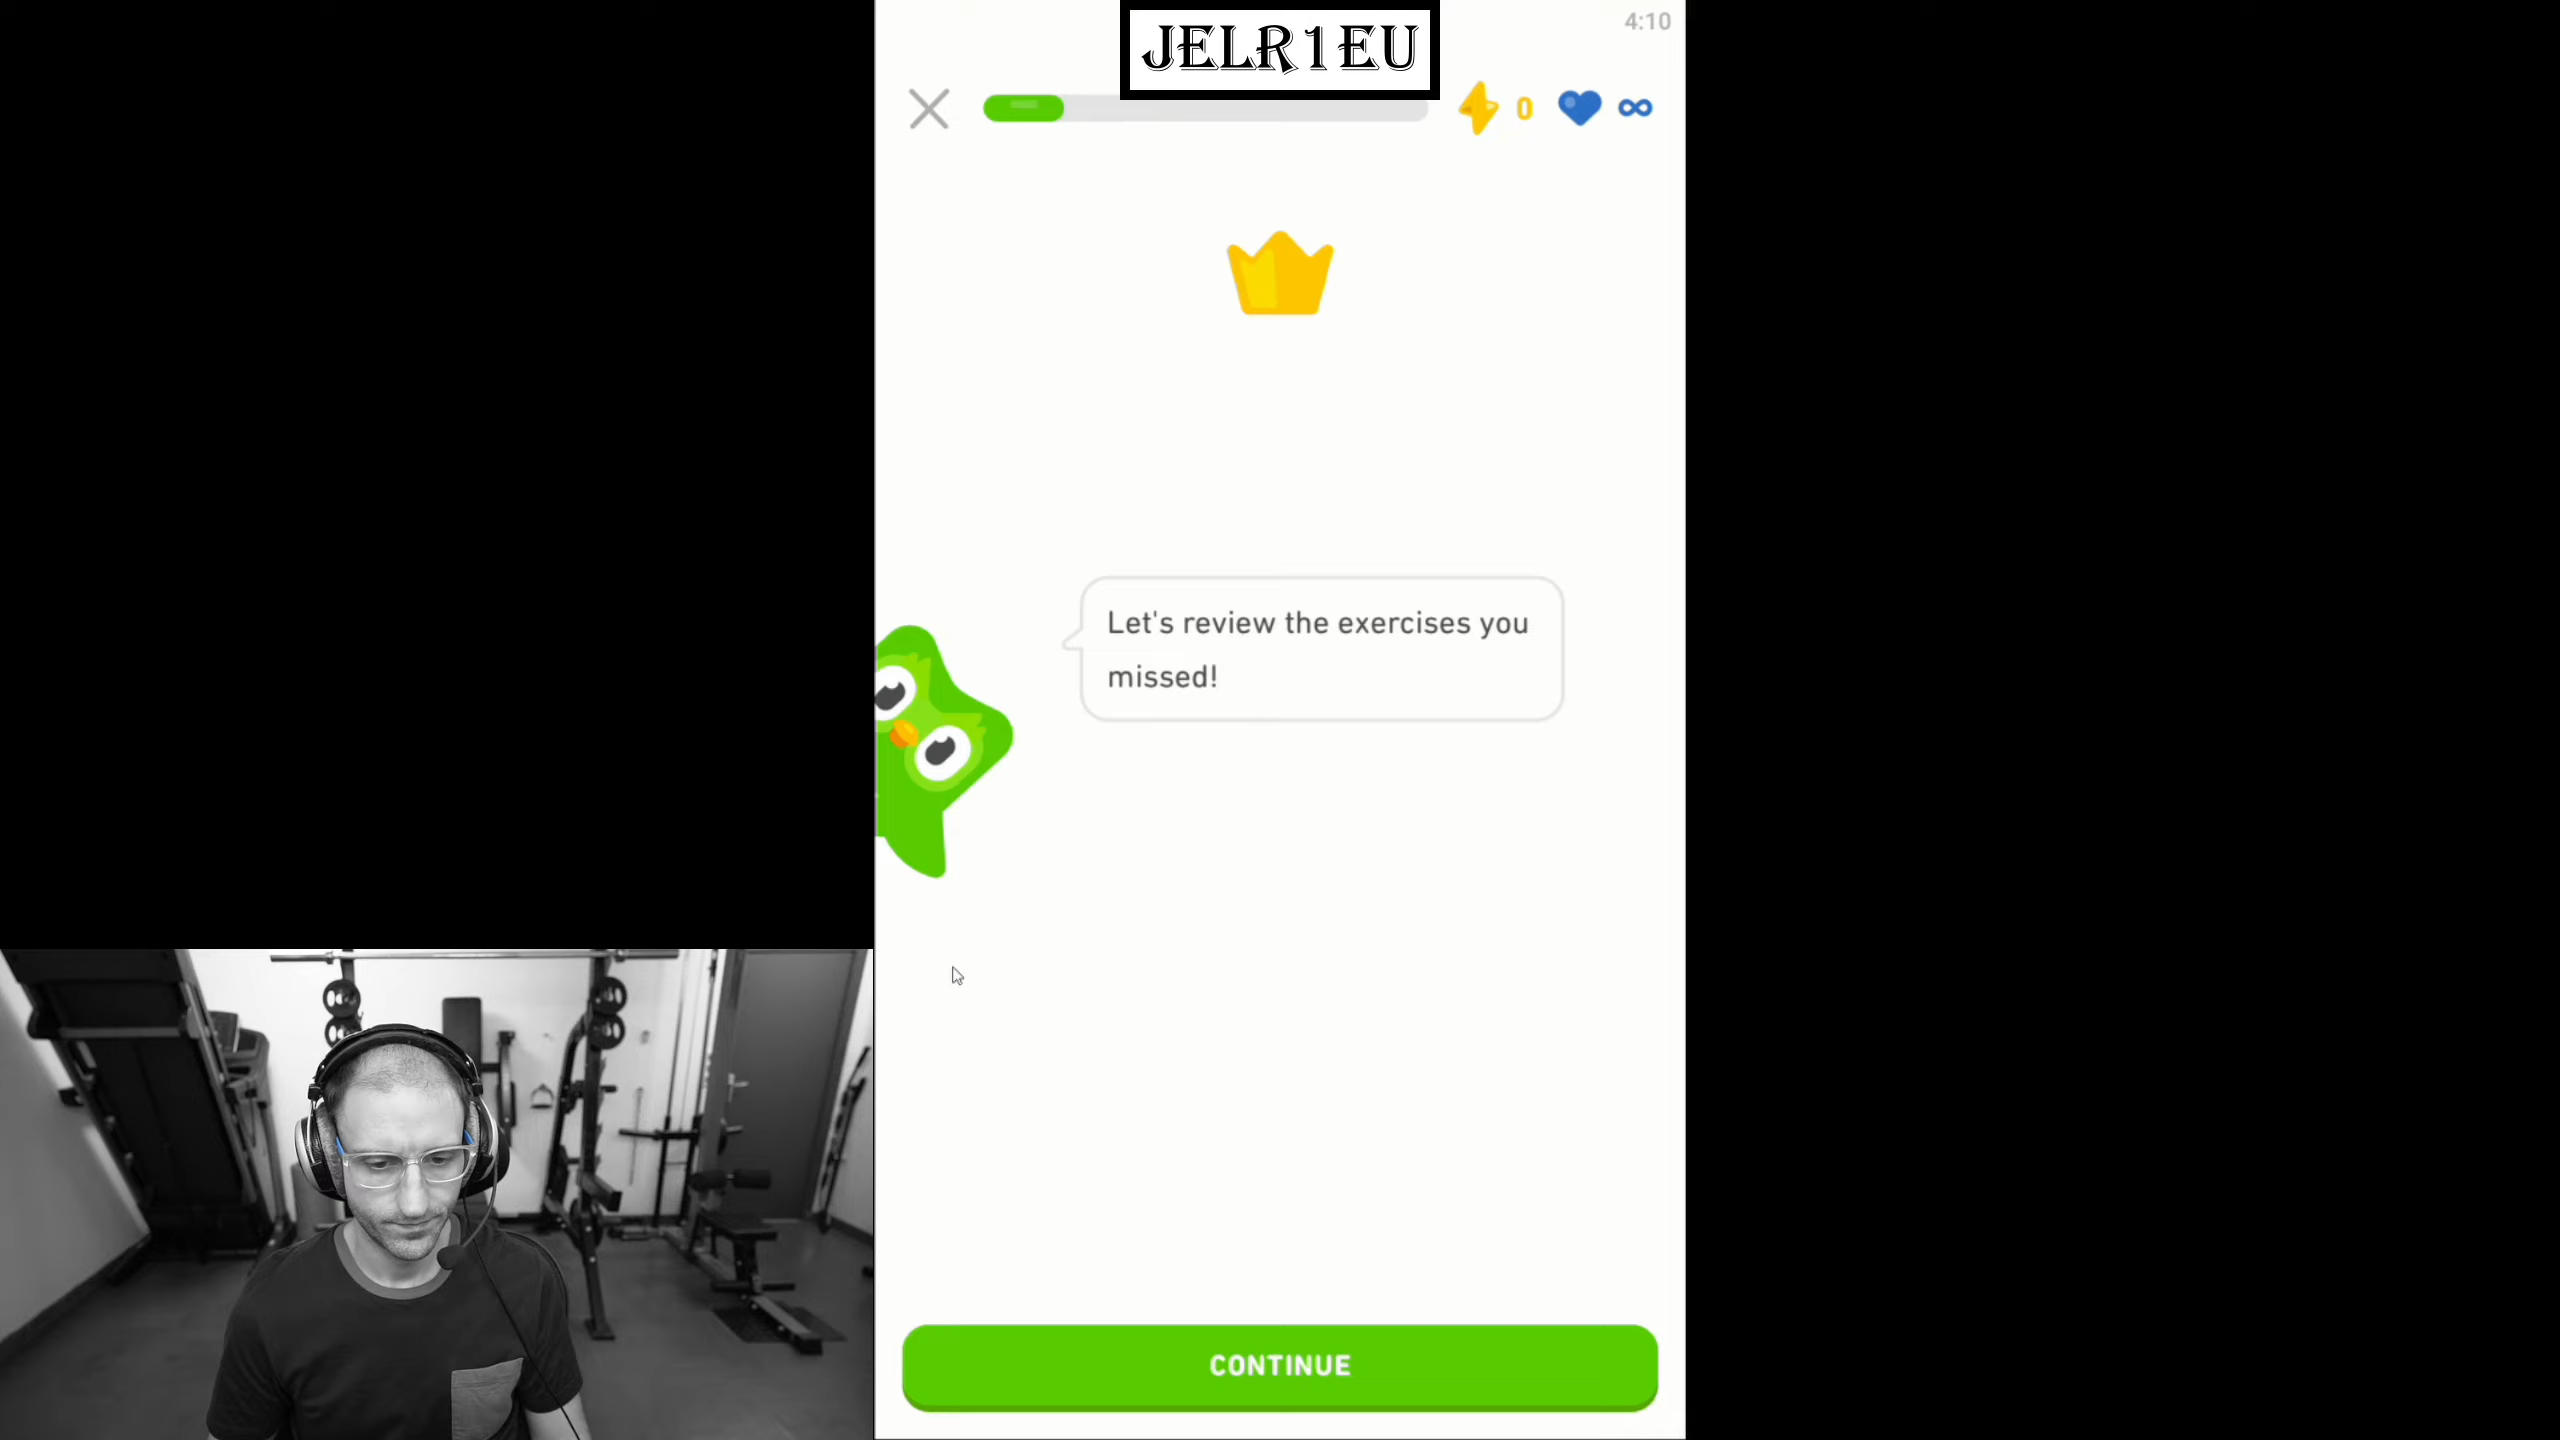 JELR1EU
4:10
0
Let's review the exercises you
missed!
CONTINUE